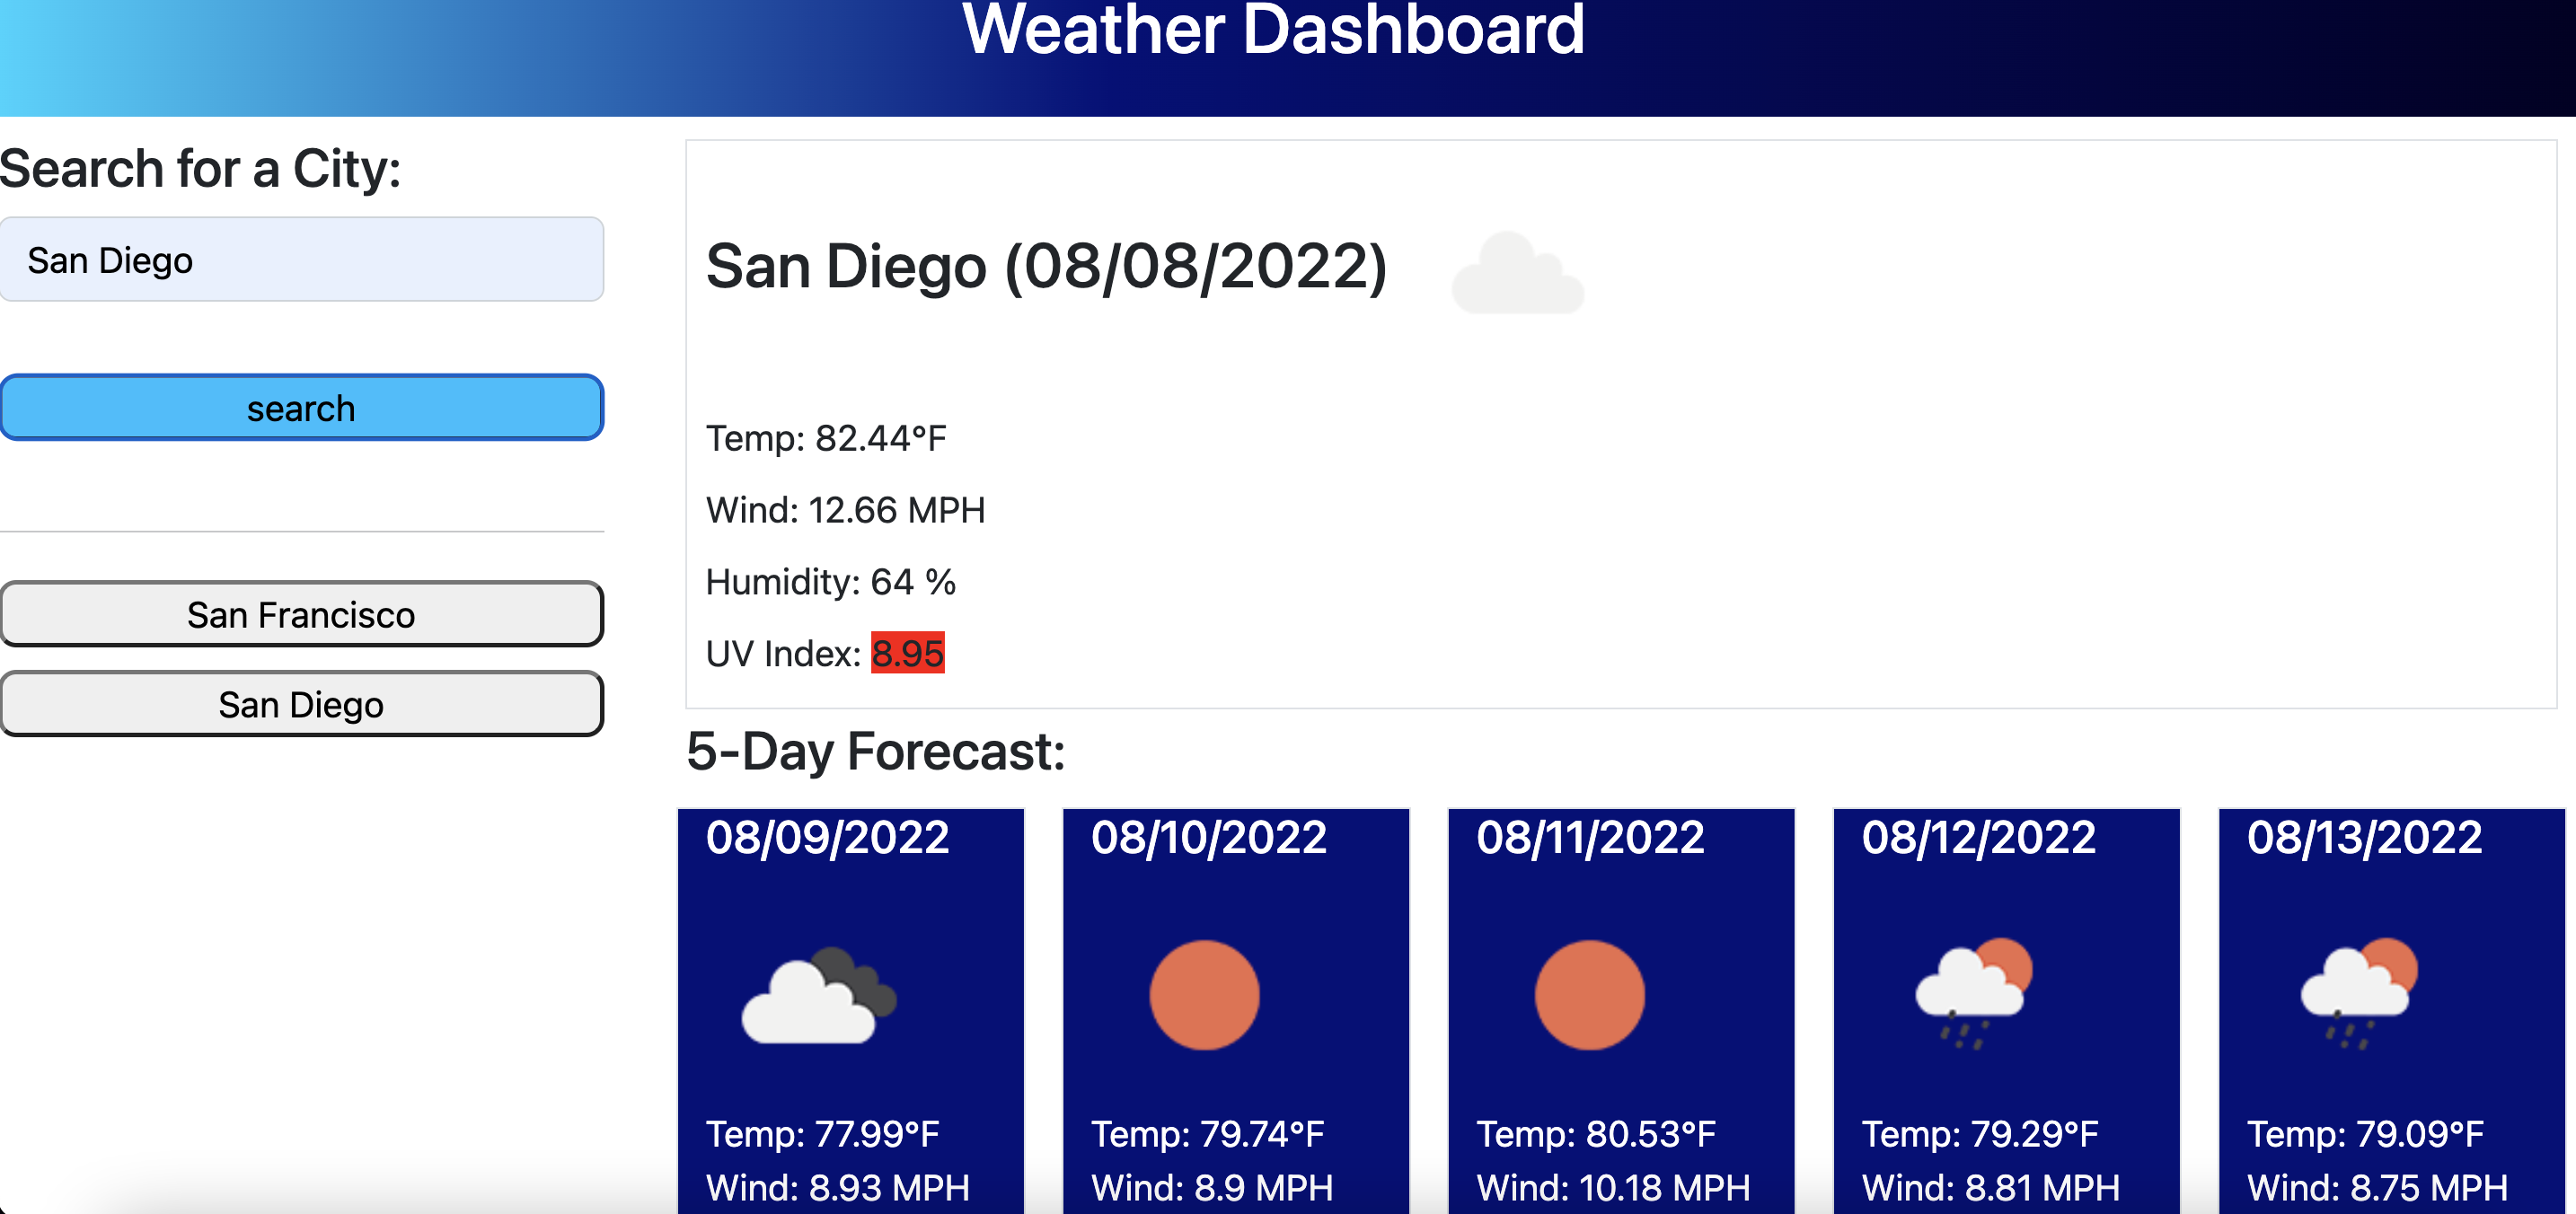 Weather Dashboard
Search for a City:
San Diego
search
San Francisco
San Diego
San Diego (08/08/2022)
Temp: 82.44°F
Wind: 12.66 MPH
Humidity: 64 %
UV Index: 8.95
5-Day Forecast:
08/09/2022
Temp: 77.99°F
Wind: 8.93 MPH
08/10/2022
Temp: 79.74°F
Wind: 8.9 MPH
08/11/2022
Temp: 80.53°F
Wind: 10.18 MPH
08/12/2022
Temp: 79.29°F
Wind: 8.81 MPH
08/13/2022
Temp: 79.09°F
Wind: 8.75 MPH